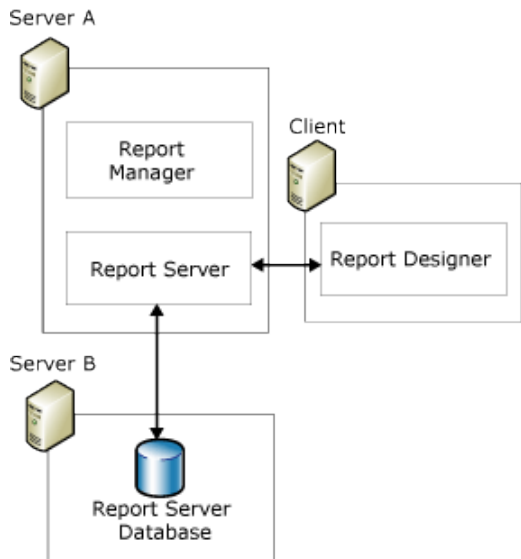 Server A
Report
Manager
Client
Report Server
Report Designer
Server B
Report Server
Database